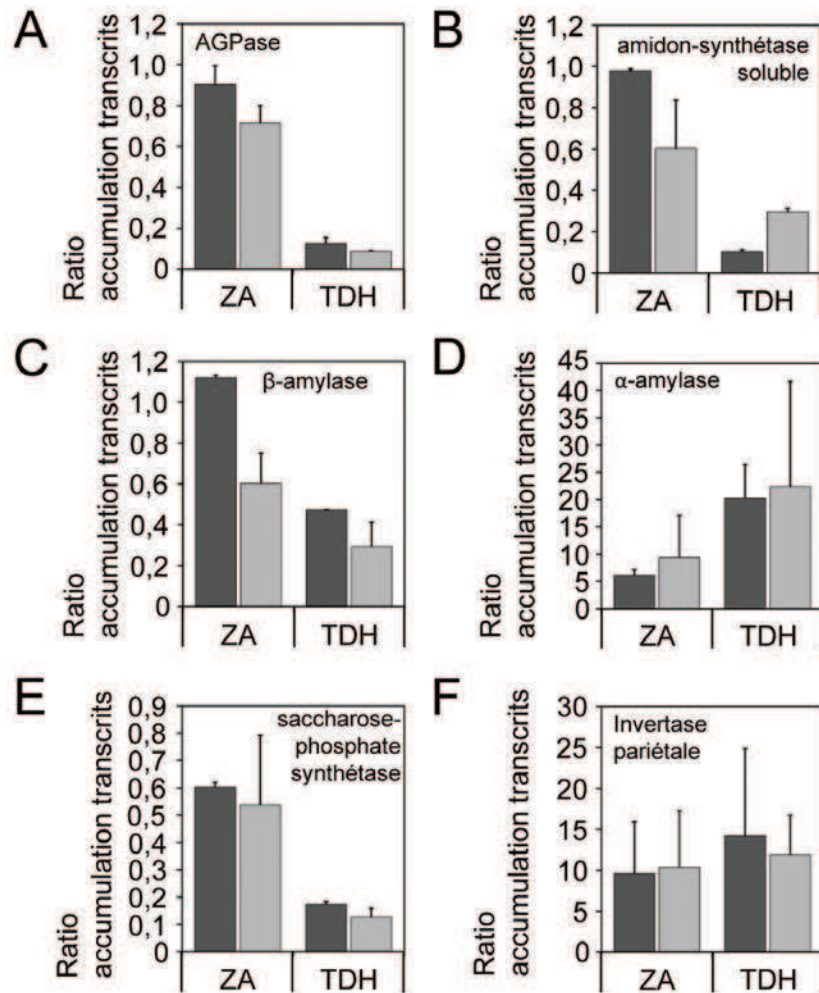 A
Ratio
accumulation transcrits
1,2
1,0
0,8
0,6
0,4
0,2
0
AGPase
ZA
TDH
B
Ratio
accumulation transcrits
1,2
1,0
0,8
0,6
0,4
0,2
0
amidon-synthétase
soluble
ZA
TDH
C
Ratio
accumulation transcrits
1,2
1,0
0,8
0,6
0,4
0,2
0
β-amylase
ZA
TDH
D
Ratio
accumulation transcrits
45
40
35
30
25
20
15
10
5
0
α-amylase
ZA
TDH
E
Ratio
accumulation transcrits
0,9
0,8
0,7
0,6
0,5
0,4
0,3
0,2
0,1
0
saccharose-
phosphate
synthétase
ZA
TDH
F
Ratio
accumulation transcrits
30
25
20
15
10
5
0
Invertase
pariétale
ZA
TDH